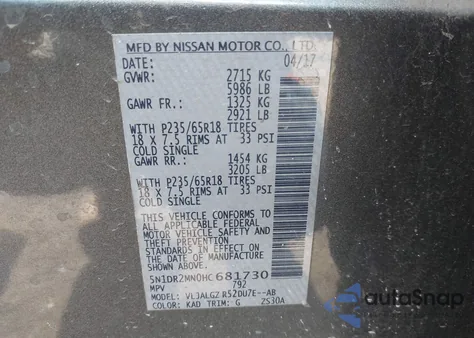 MFD BY NISSAN MOTOR CO., LTD.
DATE: 04/17
GVWR: 2715 KG
5986 LB
GAWR FR.: 1325 KG
2921 LB
WITH P235/65R18 TIRES
18 X 7.5 RIMS AT 33 PSI
COLD SINGLE
GAWR RR.: 1454 KG
3205 LB
WITH P235/65R18 TIRES
18 X 7.5 RIMS AT 33 PSI
COLD SINGLE
THIS VEHICLE CONFORMS TO
ALL APPLICABLE FEDERAL
MOTOR VEHICLE SAFETY AND
THEFT PREVENTION
STANDARDS IN EFFECT ON THE
DATE OF MANUFACTURE
SHOWN ABOVE.
5N1DR2MN0HC681730
MPV 792
MODEL: R52DU7E--AB
COLOR: KAD TRIM: G ZS30A
autoSnap